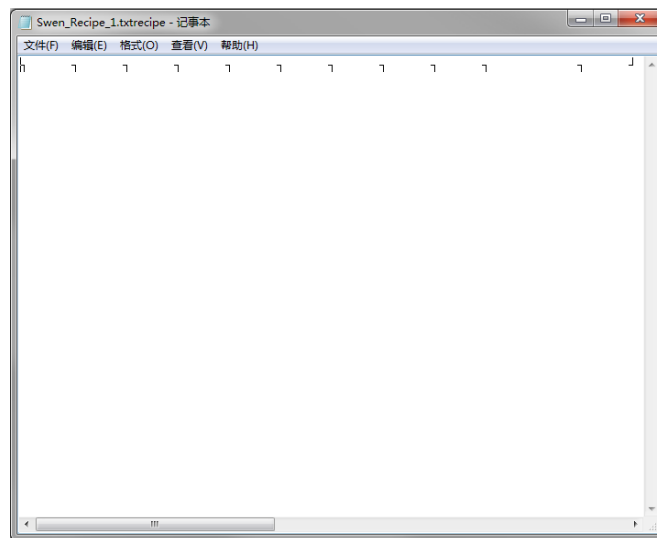 Swen_Recipe_1.txtrecipe - 记事本
文件(F) 编辑(E) 格式(O) 查看(V) 帮助(H)
┐ ┐ ┐ ┐ ┐ ┐ ┐ ┐ ┐ ┐ ┘